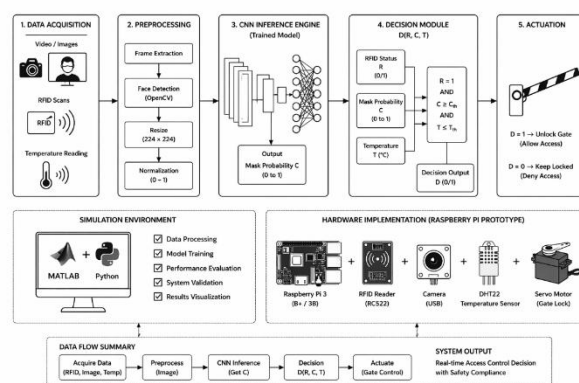 1. DATA ACQUISITION
Video / Images
RFID Scans
RFID
Temperature Reading
2. PREPROCESSING
Frame Extraction
Face Detection
(OpenCV)
Resize
(224 × 224)
Normalization
(0 – 1)
3. CNN INFERENCE ENGINE
(Trained Model)
Output
Mask Probability C
(0 to 1)
4. DECISION MODULE
D(R, C, T)
RFID Status
R
(0/1)
Mask Probability C
(0 to 1)
Temperature
T (°C)
R = 1
AND
C ≥ Cth
AND
T ≤ Tth
Decision Output
D (0/1)
5. ACTUATION
D = 1 → Unlock Gate
(Allow Access)
D = 0 → Keep Locked
(Deny Access)
SIMULATION ENVIRONMENT
MATLAB + Python
Data Processing
Model Training
Performance Evaluation
System Validation
Results Visualization
HARDWARE IMPLEMENTATION (RASPBERRY PI PROTOTYPE)
+ + + +
Raspberry Pi 3
(B+ / 3B)
RFID Reader
(RC522)
Camera
(USB)
DHT22
Temperature Sensor
Servo Motor
(Gate Lock)
DATA FLOW SUMMARY
Acquire Data
(RFID, Image, Temp)
Preprocess
(Image)
CNN Inference
(Get C)
Decision
D(R, C, T)
Actuate
(Gate Control)
SYSTEM OUTPUT
Real-time Access Control Decision
with Safety Compliance